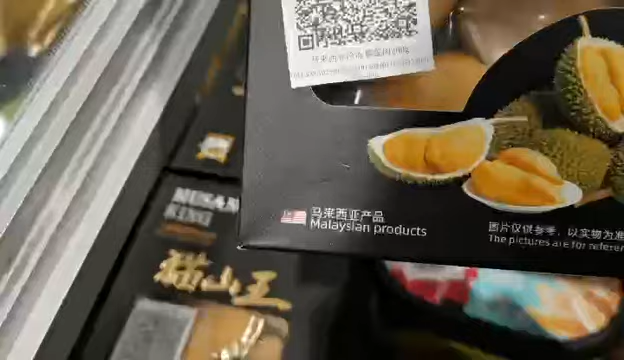 马来西亚产品
Malaysian products
图片仅供参考，以实物为准
The pictures are for referen
KING
猫山王